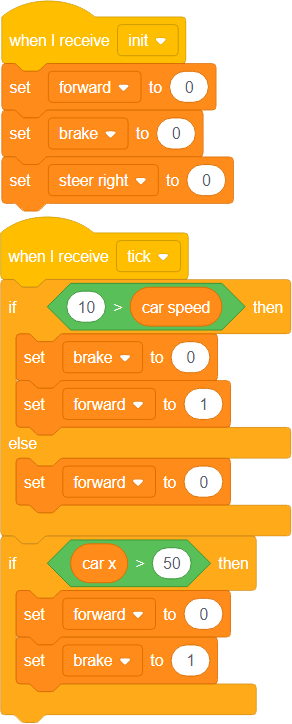 when I receive init
set forward to 0
set brake to 0
set steer right to 0
when I receive tick
if 10 > car speed then
set brake to 0
set forward to 1
else
set forward to 0
if car x > 50 then
set forward to 0
set brake to 1